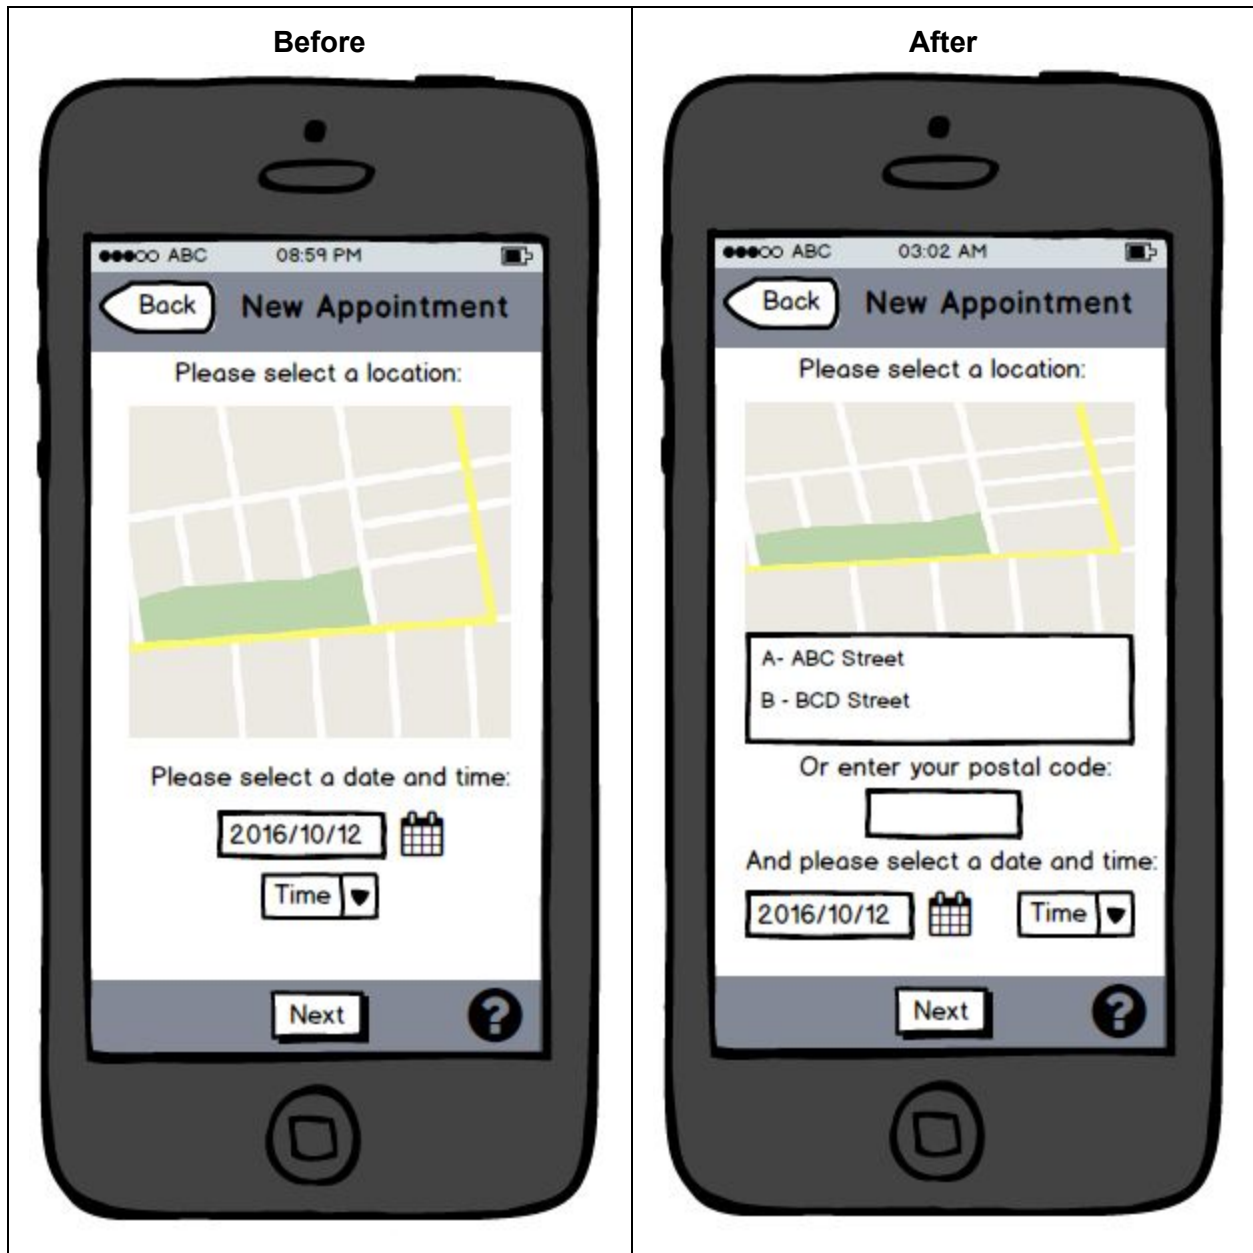 Before
ABC 08:59 PM
Back New Appointment
Please select a location:
Please select a date and time:
2016/10/12
Time
Next ?
After
ABC 03:02 AM
Back New Appointment
Please select a location:
A- ABC Street
B - BCD Street
Or enter your postal code:
And please select a date and time:
2016/10/12 Time
Next ?